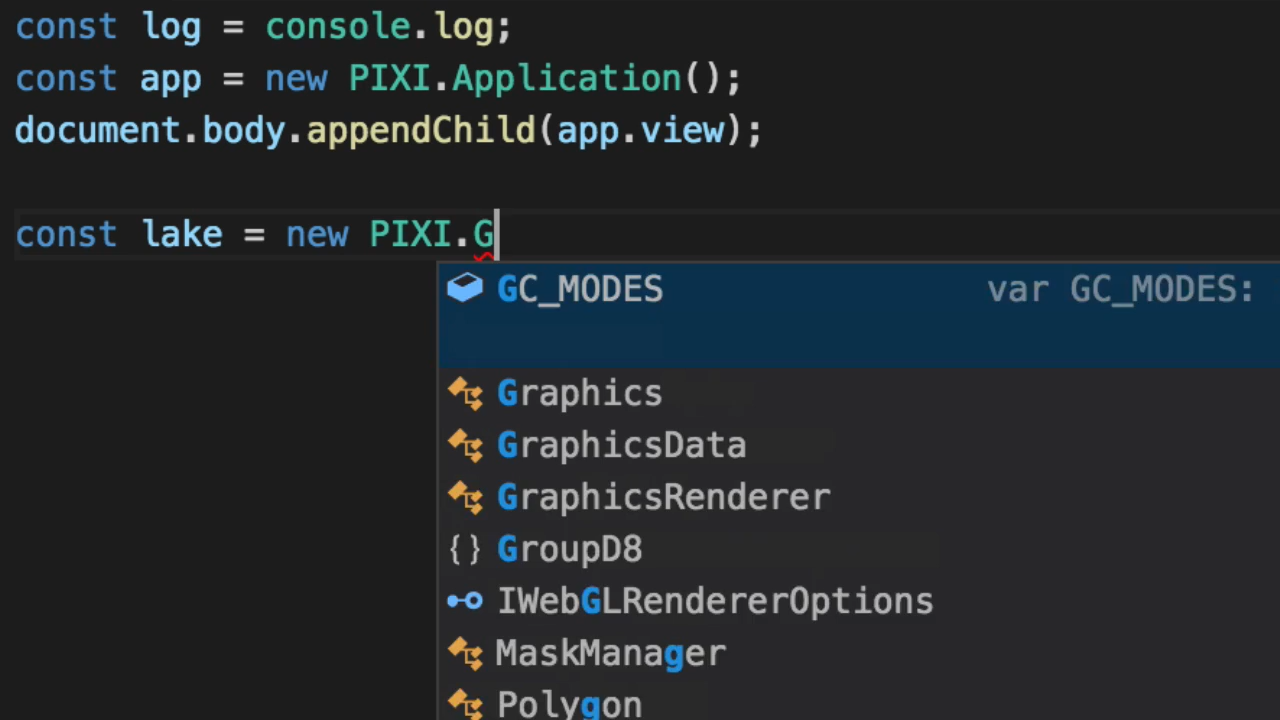 const log = console.log;
const app = new PIXI.Application();
document.body.appendChild(app.view);
const lake = new PIXI.G
GC_MODES var GC_MODES:
Graphics
GraphicsData
GraphicsRenderer
{} GroupD8
IWebGLRendererOptions
MaskManager
Polygon